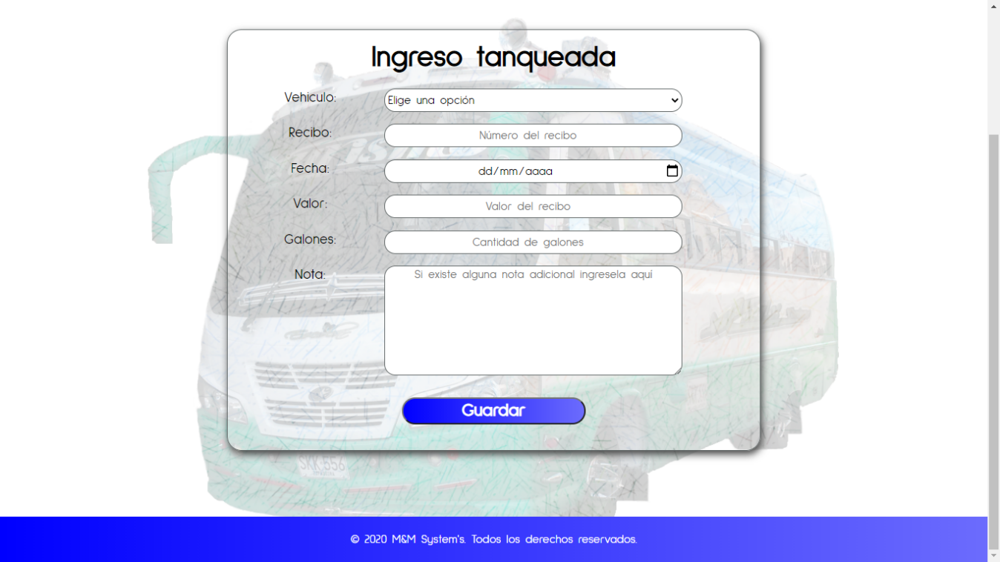 Ingreso tanqueada
Vehiculo:
Elige una opción
Recibo:
Número del recibo
Fecha:
dd/mm/aaaa
Valor:
Valor del recibo
Galones:
Cantidad de galones
Nota:
Si existe alguna nota adicional ingresela aquí
Guardar
SKK-556
© 2020 M&M System's. Todos los derechos reservados.